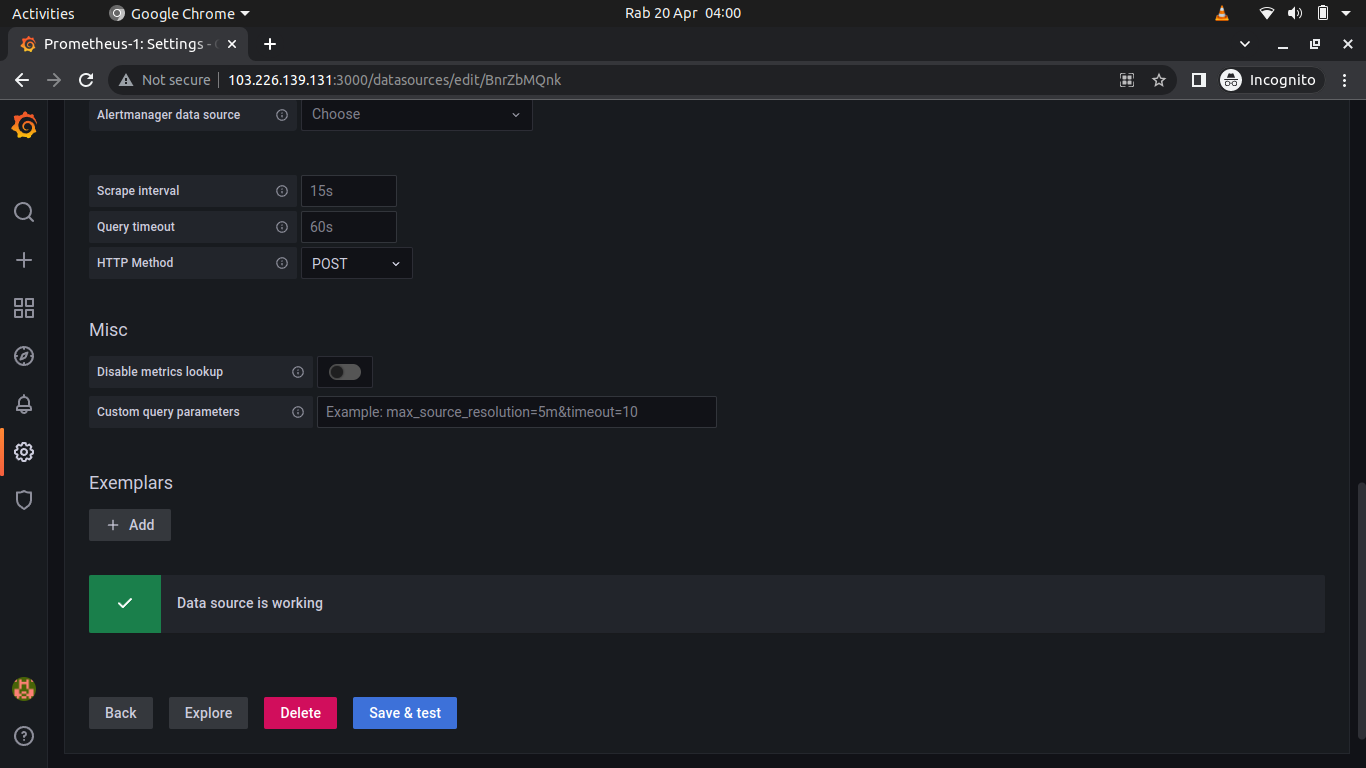 Activities Google Chrome Rab 20 Apr 04:00
Prometheus-1: Settings -
Not secure 103.226.139.131:3000/datasources/edit/BnrZbMQnk Incognito
Alertmanager data source Choose
Scrape interval 15s
Query timeout 60s
HTTP Method POST
Misc
Disable metrics lookup
Custom query parameters Example: max_source_resolution=5m&timeout=10
Exemplars
+ Add
Data source is working
Back Explore Delete Save & test